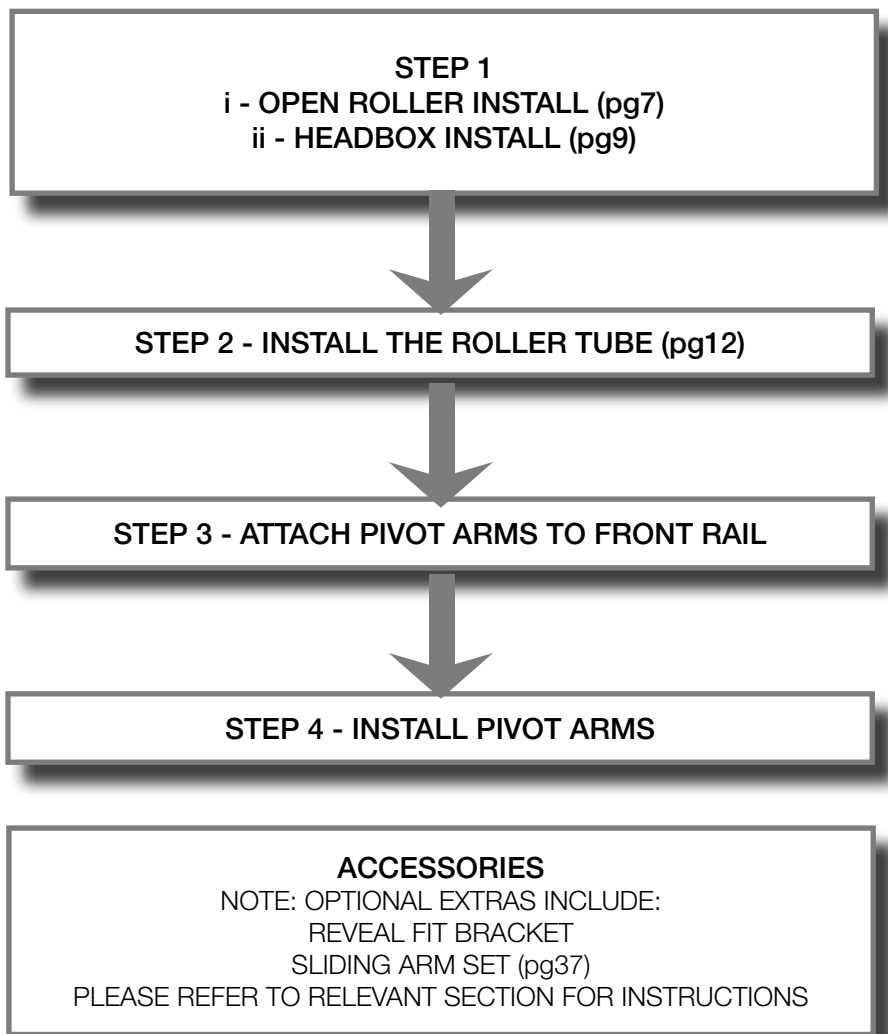 STEP 1
i - OPEN ROLLER INSTALL (pg7)
ii - HEADBOX INSTALL (pg9)
STEP 2 - INSTALL THE ROLLER TUBE (pg12)
STEP 3 - ATTACH PIVOT ARMS TO FRONT RAIL
STEP 4 - INSTALL PIVOT ARMS
ACCESSORIES
NOTE: OPTIONAL EXTRAS INCLUDE:
REVEAL FIT BRACKET
SLIDING ARM SET (pg37)
PLEASE REFER TO RELEVANT SECTION FOR INSTRUCTIONS